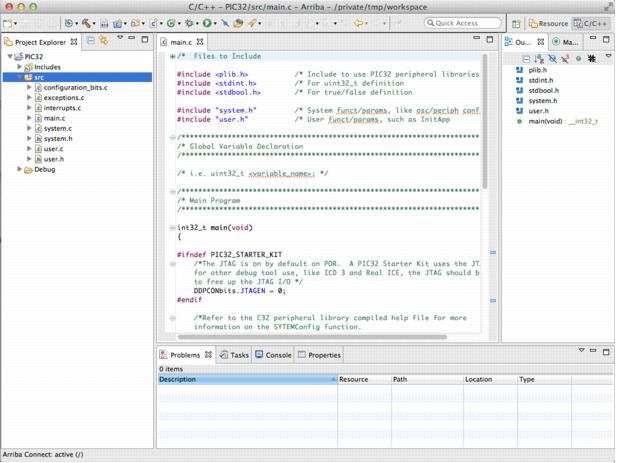 C/C++ - PIC32/src/main.c - Arriba - /private/tmp/workspace
Quick Access
Resource
C/C++
Project Explorer
PIC32
Includes
src
configuration_bits.c
exceptions.c
interrupts.c
main.c
system.c
system.h
user.c
user.h
Debug
main.c
/* Files to Include
#include <plib.h> /* Include to use PIC32 peripheral libraries
#include <stdint.h> /* For uint32_t definition
#include <stdbool.h> /* For true/false definition
#include "system.h" /* System funct/params, like osc/periph conf
#include "user.h" /* User funct/params, such as InitApp
/******************************************************************
/* Global Variable Declaration
/******************************************************************
/* i.e. uint32_t <variable_name>; */
/******************************************************************
/* Main Program
/******************************************************************
int32_t main(void)
{
#ifndef PIC32_STARTER_KIT
/*The JTAG is on by default on POR. A PIC32 Starter Kit uses the JT
for other debug tool use, like ICD 3 and Real ICE, the JTAG should b
to free up the JTAG I/O */
DDPCONbits.JTAGEN = 0;
#endif
/*Refer to the C32 peripheral library compiled help file for more
information on the SYTEMConfig function.
Ou...
Ma...
plib.h
stdint.h
stdbool.h
system.h
user.h
main(void) : __int32_t
Problems
Tasks
Console
Properties
0 items
Description
Resource
Path
Location
Type
Arriba Connect: active (/)